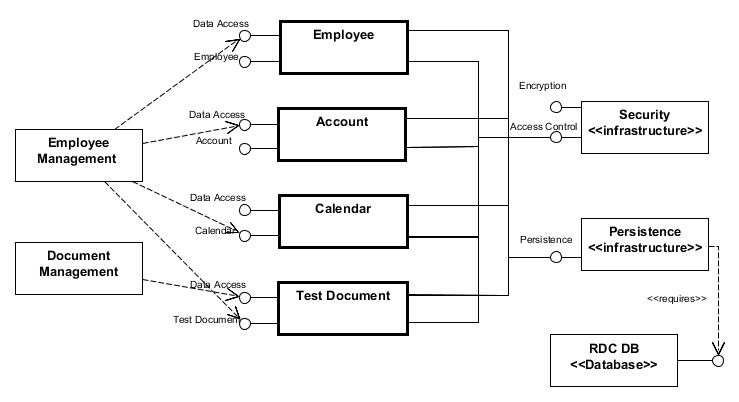 Data Access
Employee
Employee
Encryption
Data Access
Account
Security
<<infrastructure>>
Access Control
Account
Employee
Management
Data Access
Calendar
Calendar
Persistence
Persistence
<<infrastructure>>
Document
Management
Data Access
Test Document
Test Document
<<requires>>
RDC DB
<<Database>>